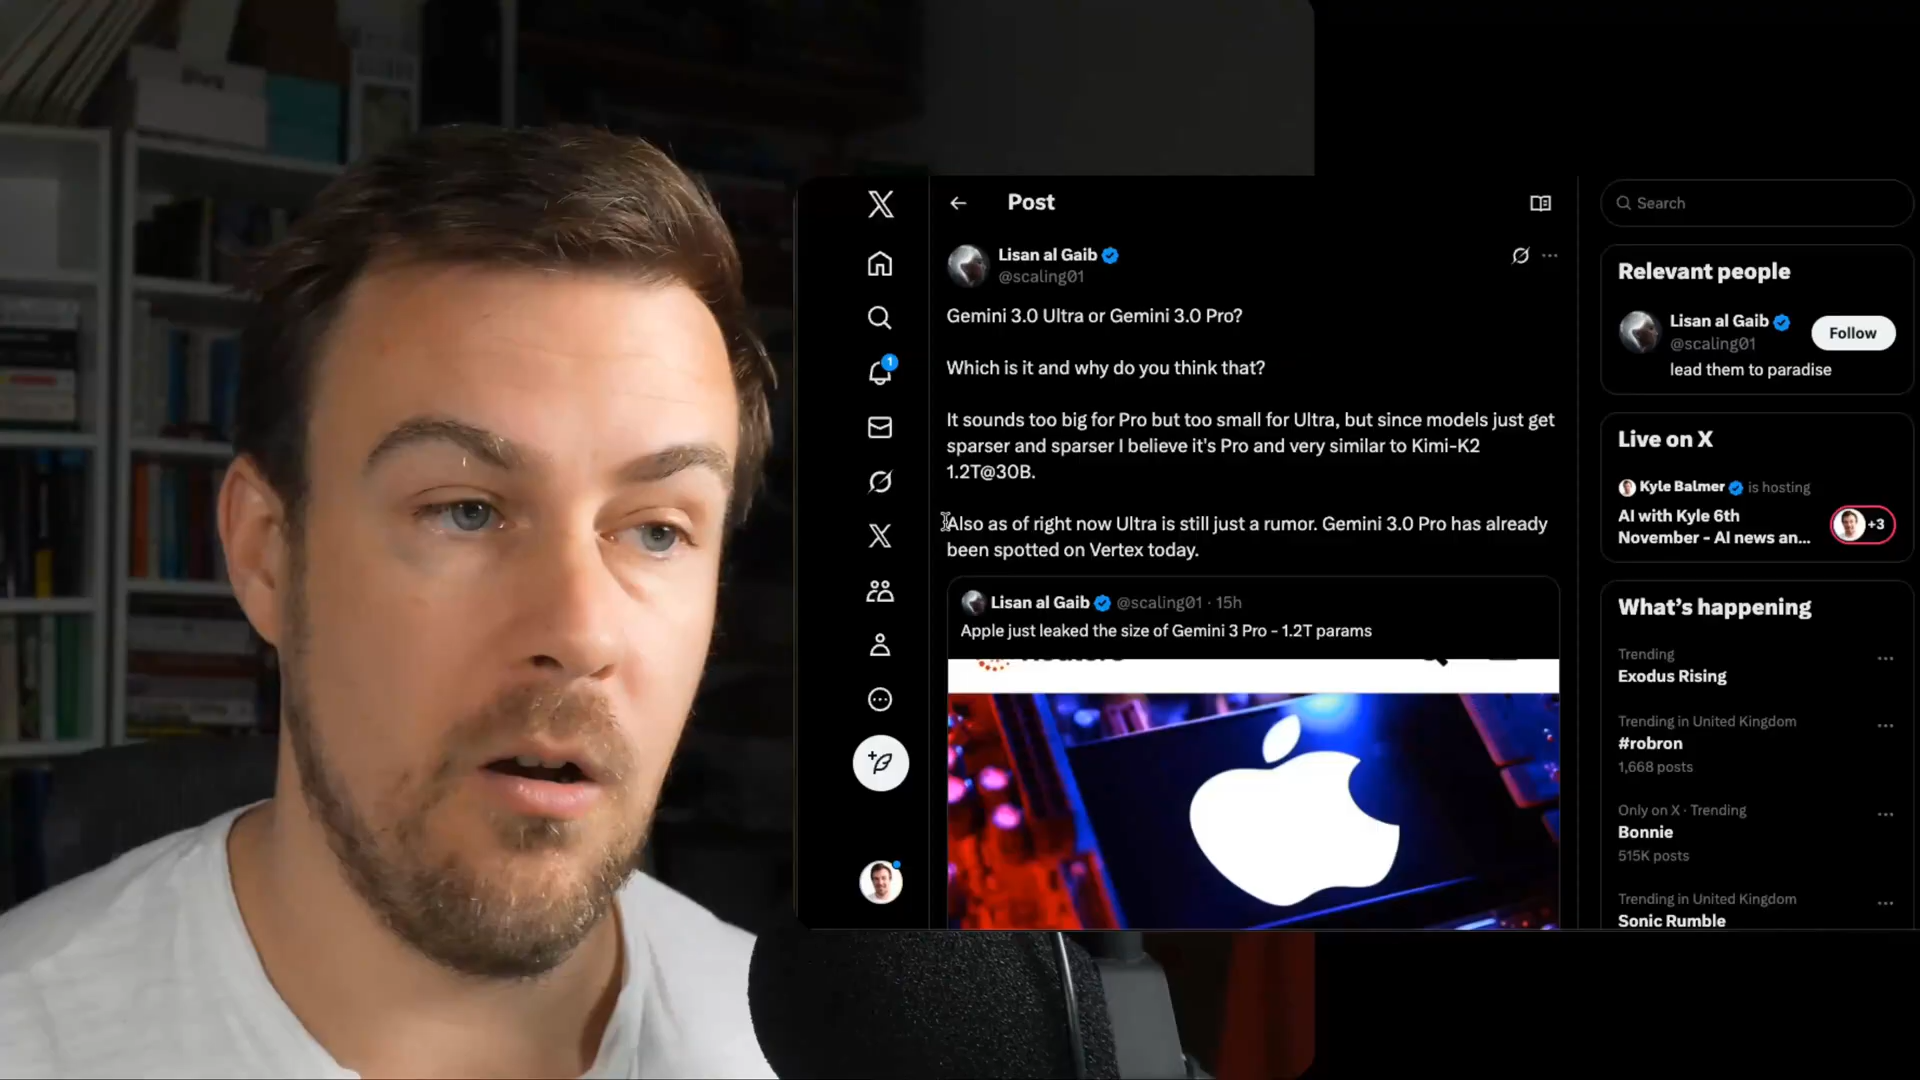 Post
Lisan al Gaib
@scaling01
Gemini 3.0 Ultra or Gemini 3.0 Pro?
Which is it and why do you think that?
It sounds too big for Pro but too small for Ultra, but since models just get
sparser and sparser I believe it's Pro and very similar to Kimi-K2
1.2T@30B.
Also as of right now Ultra is still just a rumor. Gemini 3.0 Pro has already
been spotted on Vertex today.
Lisan al Gaib @scaling01 · 15h
Apple just leaked the size of Gemini 3 Pro - 1.2T params
1
Search
Relevant people
Lisan al Gaib
@scaling01
Follow
lead them to paradise
Live on X
Kyle Balmer is hosting
AI with Kyle 6th
November - AI news an...
+3
What's happening
Trending
Exodus Rising
Trending in United Kingdom
#robron
1,668 posts
Only on X · Trending
Bonnie
515K posts
Trending in United Kingdom
Sonic Rumble